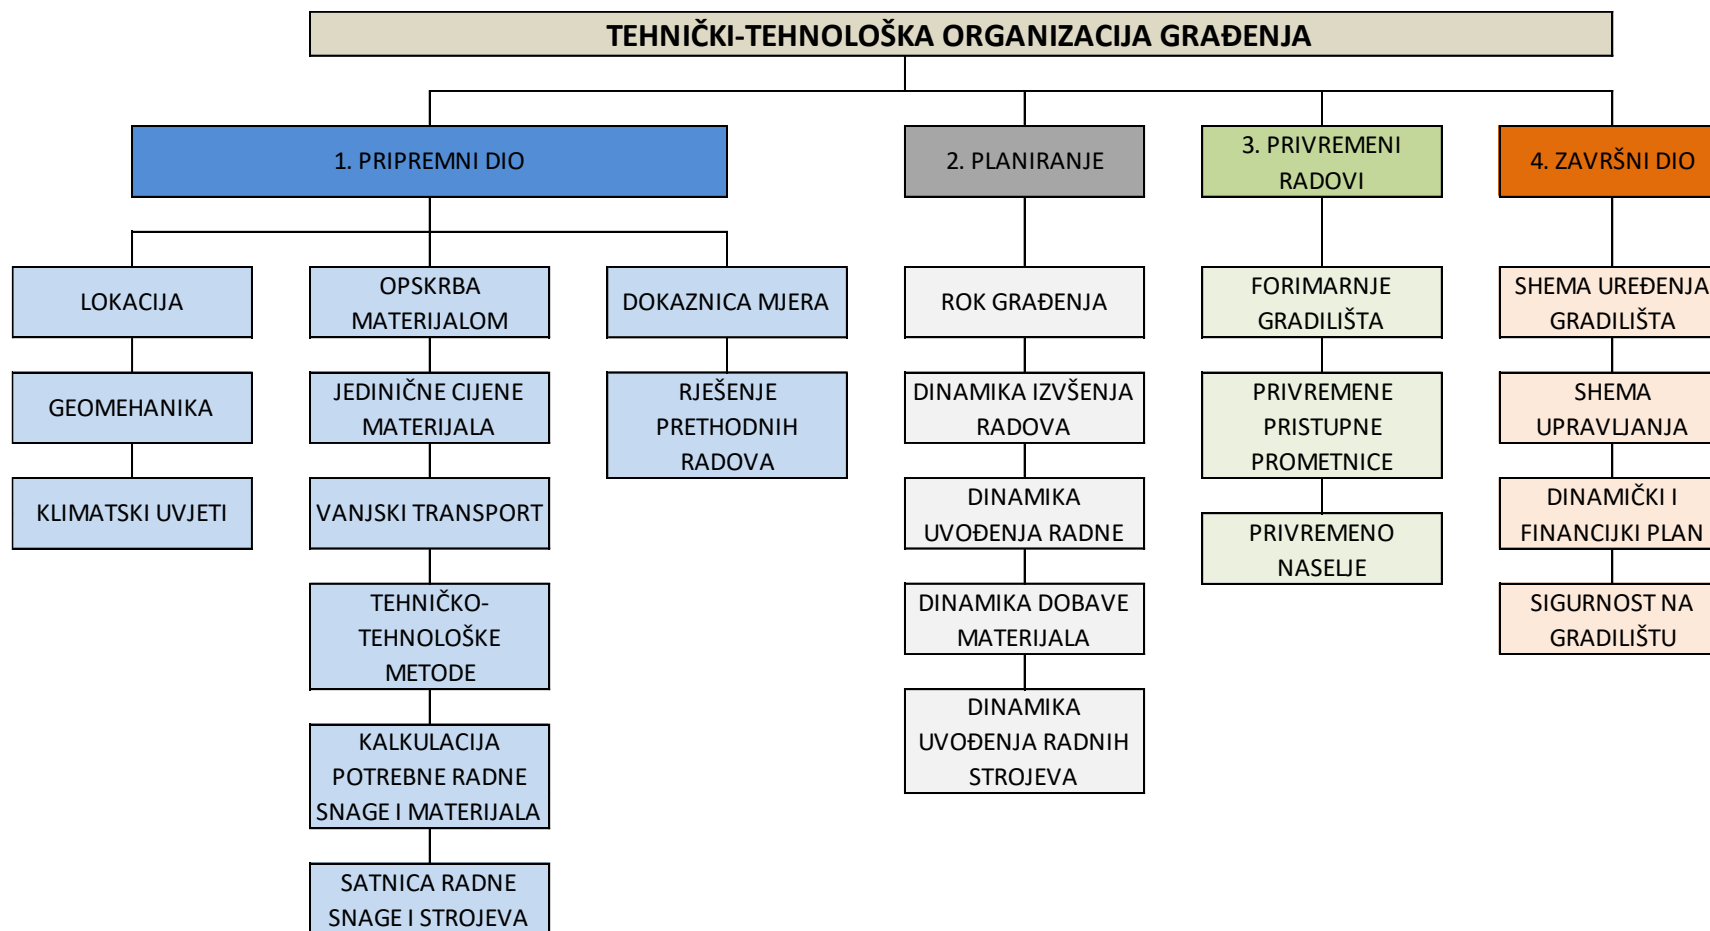 TEHNIČKI-TEHNOLOŠKA ORGANIZACIJA GRAĐENJA
1. PRIPREMNI DIO
LOKACIJA
GEOMEHANIKA
KLIMATSKI UVJETI
OPSKRBA
MATERIJALOM
JEDINIČNE CIJENE
MATERIJALA
VANJSKI TRANSPORT
TEHNIČKO-
TEHNOLOŠKE
METODE
KALKULACIJA
POTREBNE RADNE
SNAGE I MATERIJALA
SATNICA RADNE
SNAGE I STROJEVA
DOKAZNICA MJERA
RJEŠENJE
PRETHODNIH
RADOVA
2. PLANIRANJE
ROK GRAĐENJA
DINAMIKA IZVŠENJA
RADOVA
DINAMIKA
UVOĐENJA RADNE
DINAMIKA DOBAVE
MATERIJALA
DINAMIKA
UVOĐENJA RADNIH
STROJEVA
3. PRIVREMENI
RADOVI
FORIMARNJE
GRADILIŠTA
PRIVREMENE
PRISTUPNE
PROMETNICE
PRIVREMENO
NASELJE
4. ZAVRŠNI DIO
SHEMA UREĐENJA
GRADILIŠTA
SHEMA
UPRAVLJANJA
DINAMIČKI I
FINANCIJKI PLAN
SIGURNOST NA
GRADILIŠTU